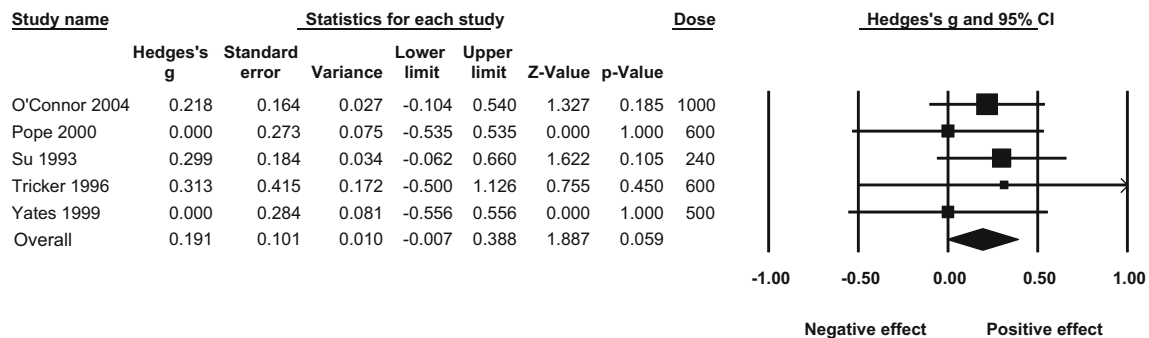 Study name Statistics for each study Dose Hedges's g and 95% CI
Hedges's Standard Lower Upper
g error Variance limit limit Z-Value p-Value
O'Connor 2004 0.218 0.164 0.027 -0.104 0.540 1.327 0.185 1000
Pope 2000 0.000 0.273 0.075 -0.535 0.535 0.000 1.000 600
Su 1993 0.299 0.184 0.034 -0.062 0.660 1.622 0.105 240
Tricker 1996 0.313 0.415 0.172 -0.500 1.126 0.755 0.450 600
Yates 1999 0.000 0.284 0.081 -0.556 0.556 0.000 1.000 500
Overall 0.191 0.101 0.010 -0.007 0.388 1.887 0.059
-1.00 -0.50 0.00 0.50 1.00
Negative effect Positive effect